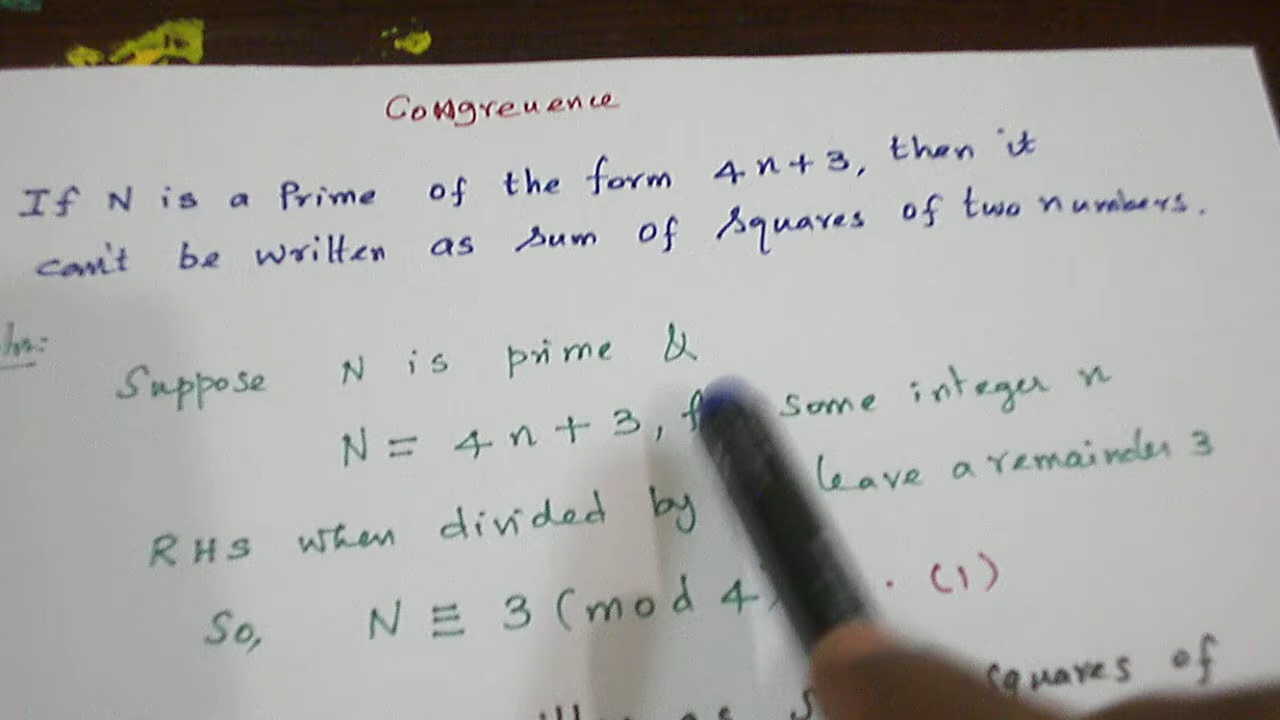 Congreuence
If N is a Prime of the form 4n+3, then it
can't be written as sum of squares of two numbers.
Suppose N is prime &
N = 4n+3, some integer n
RHS when divided by leave a remainder 3
So, N ≡ 3 (mod 4) . (1)
squares of